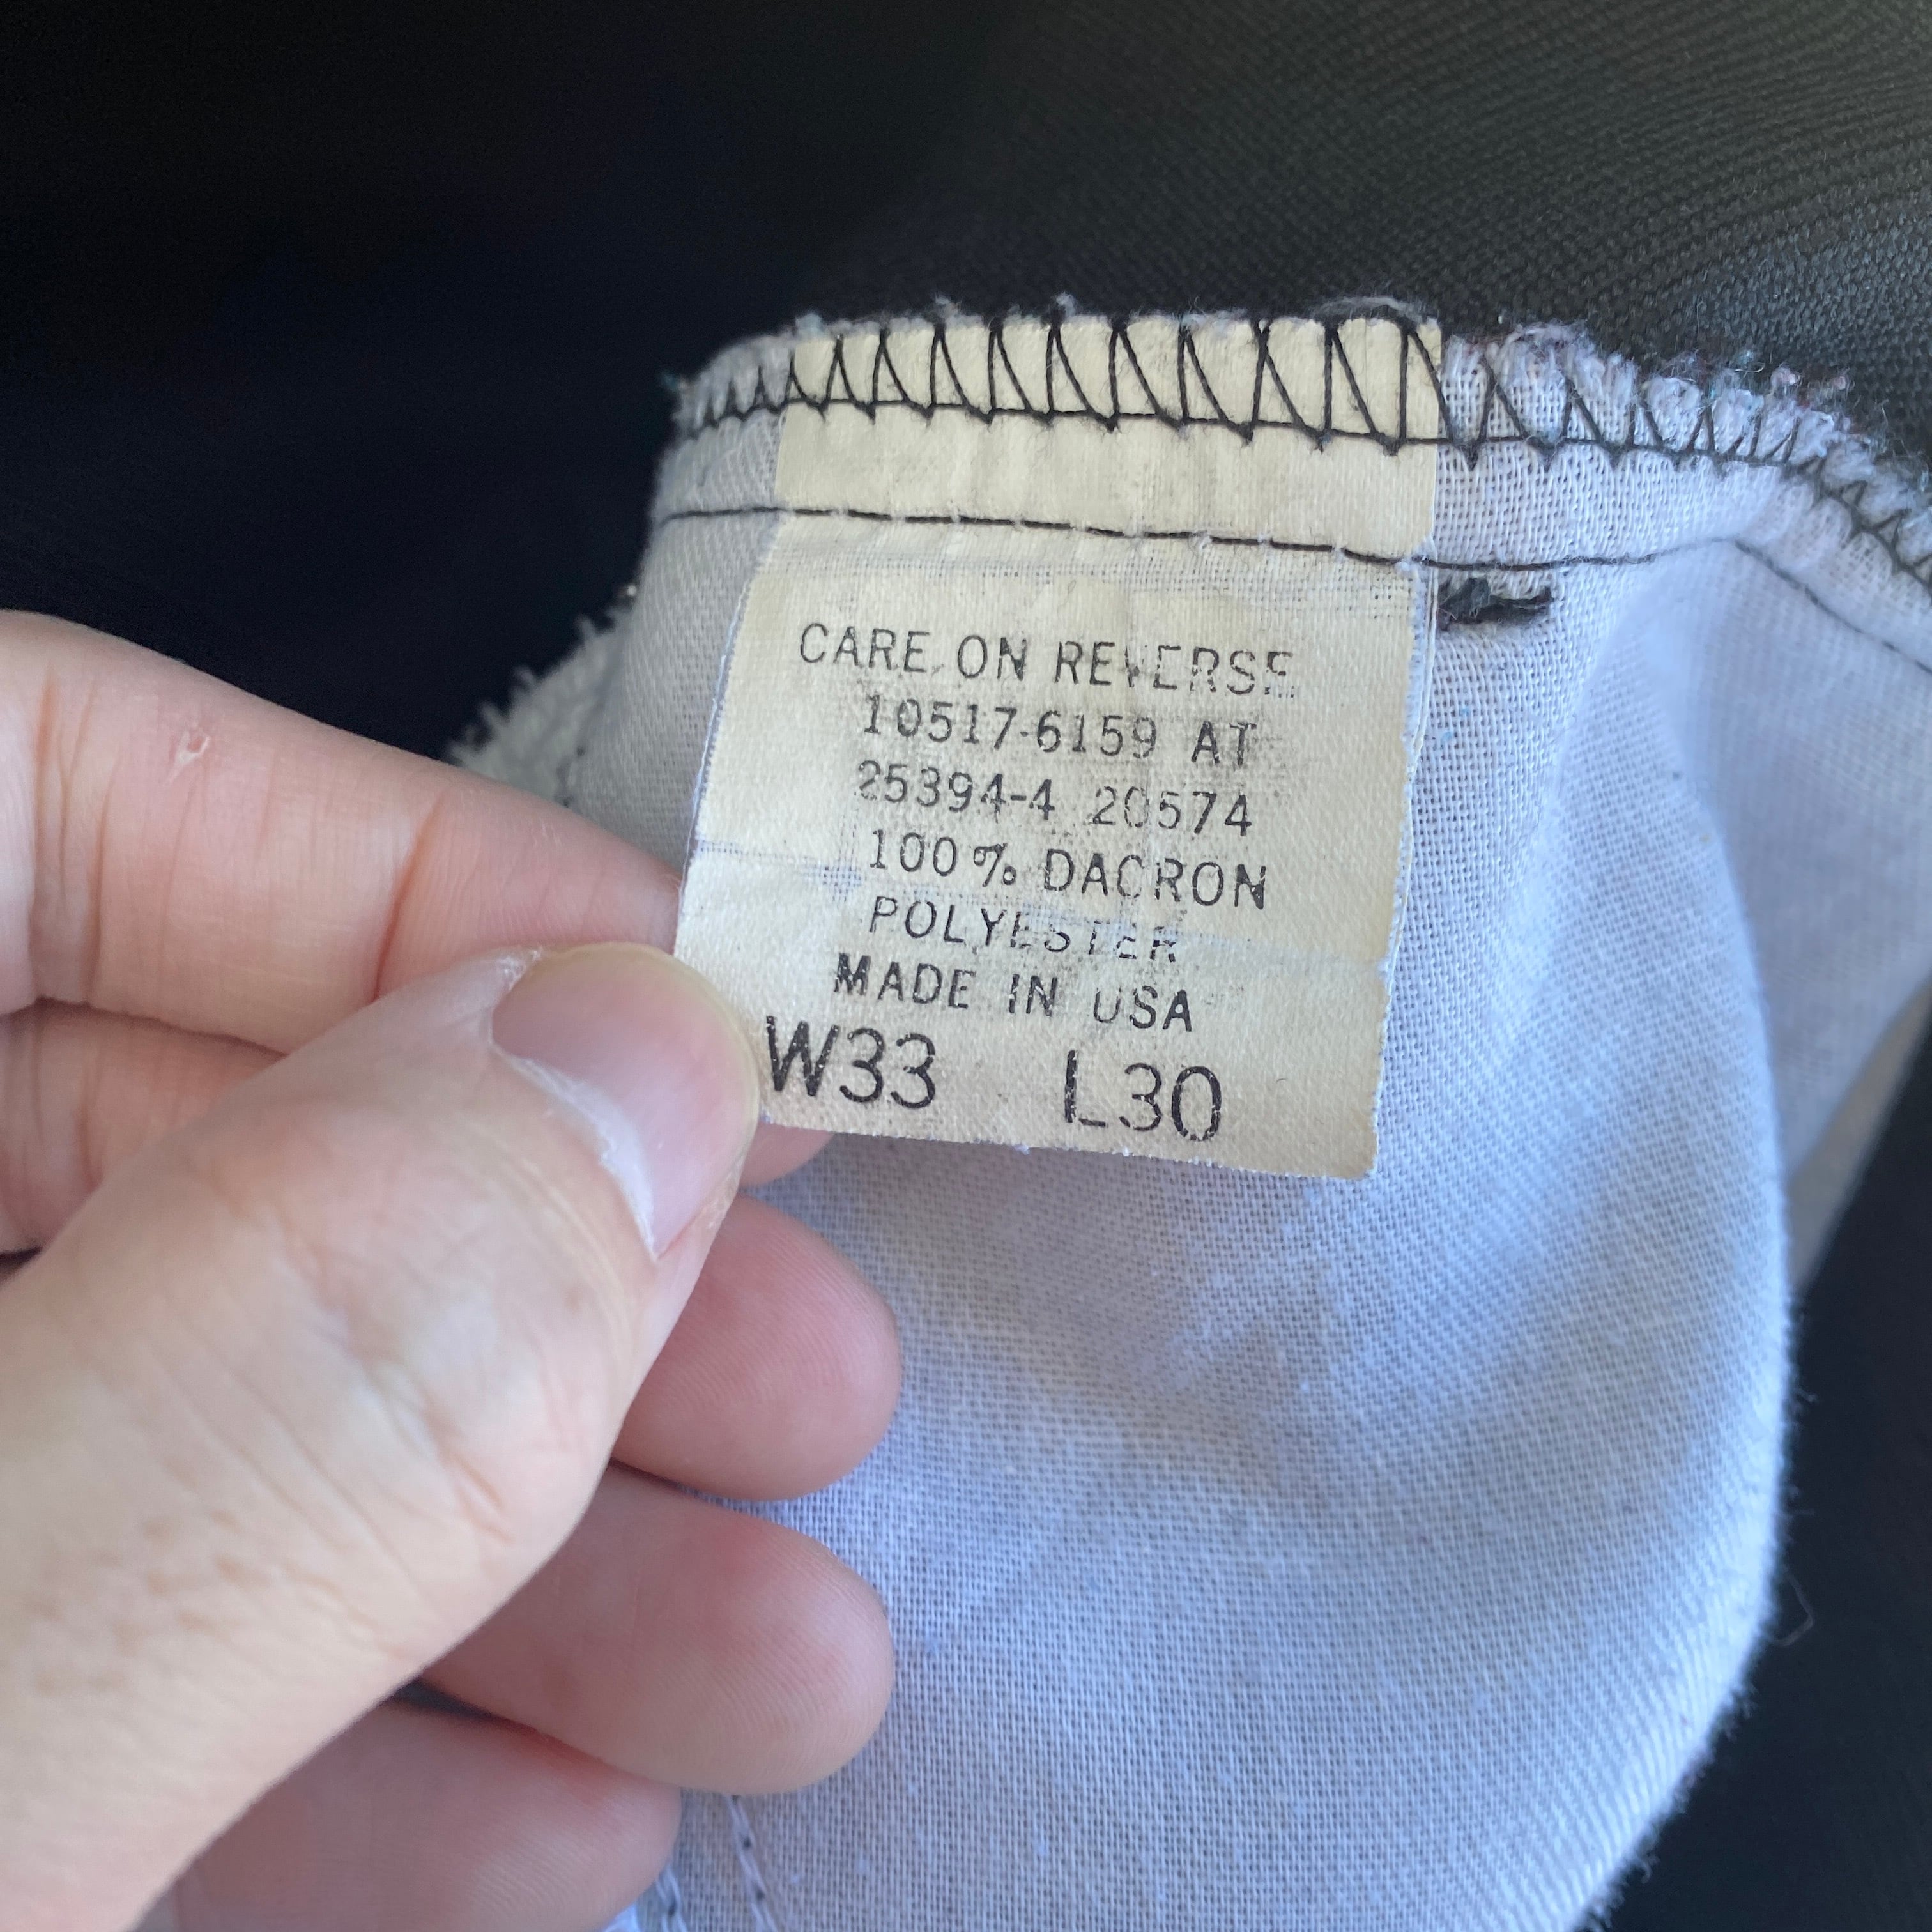 CARE ON REVERSE
10517-6159 AT
25394-4 20574
100% DACRON
POLYESTER
MADE IN USA
W33 L30